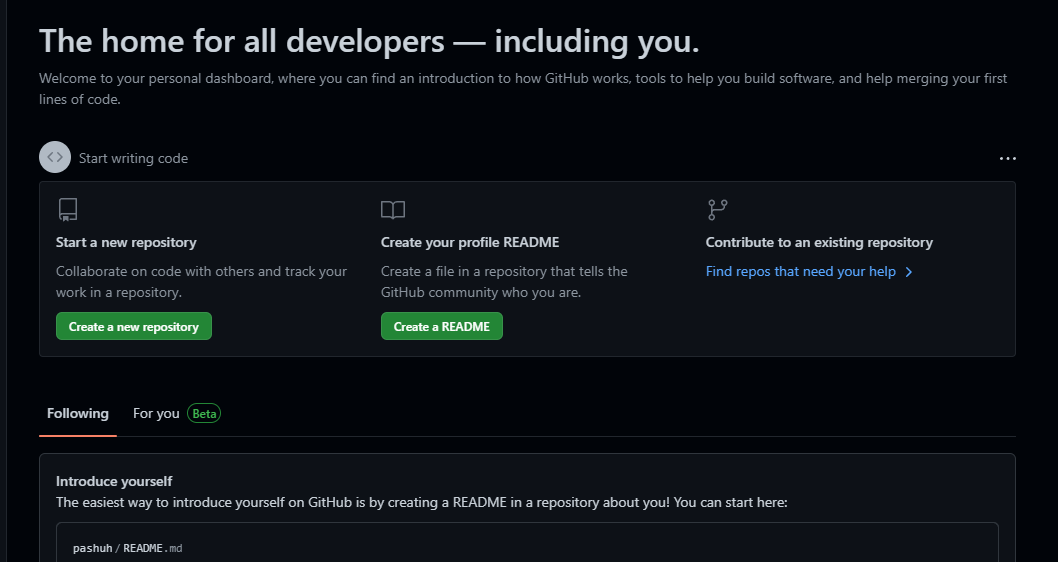 The home for all developers — including you.
Welcome to your personal dashboard, where you can find an introduction to how GitHub works, tools to help you build software, and help merging your first
lines of code.
Start writing code
Start a new repository
Collaborate on code with others and track your
work in a repository.
Create a new repository
Create your profile README
Create a file in a repository that tells the
GitHub community who you are.
Create a README
Contribute to an existing repository
Find repos that need your help
Following
For you Beta
Introduce yourself
The easiest way to introduce yourself on GitHub is by creating a README in a repository about you! You can start here:
pashuh/README.md